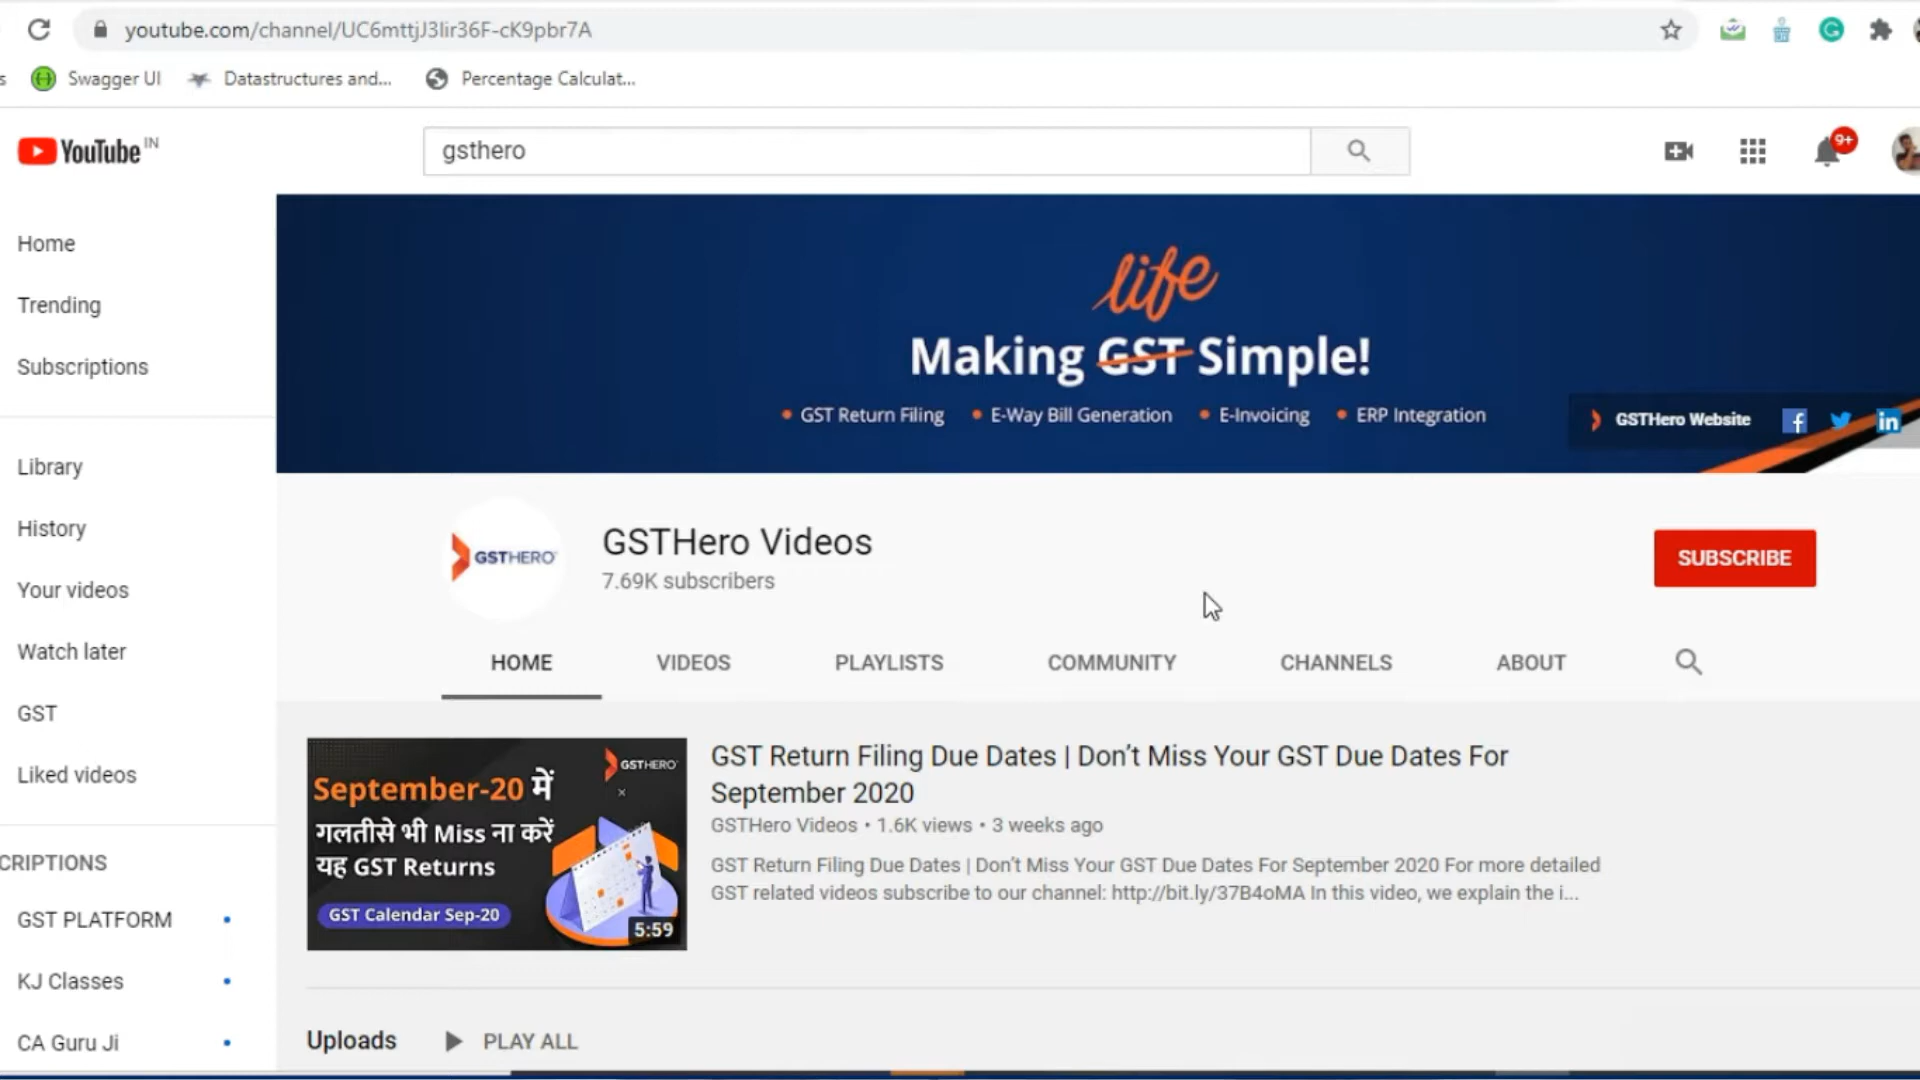 youtube.com/channel/UC6mttjJ3Iir36F-cK9pbr7A
Swagger UI
Datastructures and...
Percentage Calculat...
YouTube IN
gsthero
9+
Home
Trending
Subscriptions
Library
History
Your videos
Watch later
GST
Liked videos
CRIPTIONS
GST PLATFORM
KJ Classes
CA Guru Ji
life
Making GST Simple!
• GST Return Filing • E-Way Bill Generation • E-Invoicing • ERP Integration
GSTHero Website
GSTHERO
GSTHero Videos
7.69K subscribers
SUBSCRIBE
HOME VIDEOS PLAYLISTS COMMUNITY CHANNELS ABOUT
GSTHERO
September-20 में
गलतीसे भी Miss ना करें
यह GST Returns
GST Calendar Sep-20
5:59
GST Return Filing Due Dates | Don’t Miss Your GST Due Dates For
September 2020
GSTHero Videos • 1.6K views • 3 weeks ago
GST Return Filing Due Dates | Don’t Miss Your GST Due Dates For September 2020 For more detailed
GST related videos subscribe to our channel: http://bit.ly/37B4oMA In this video, we explain the i...
Uploads PLAY ALL